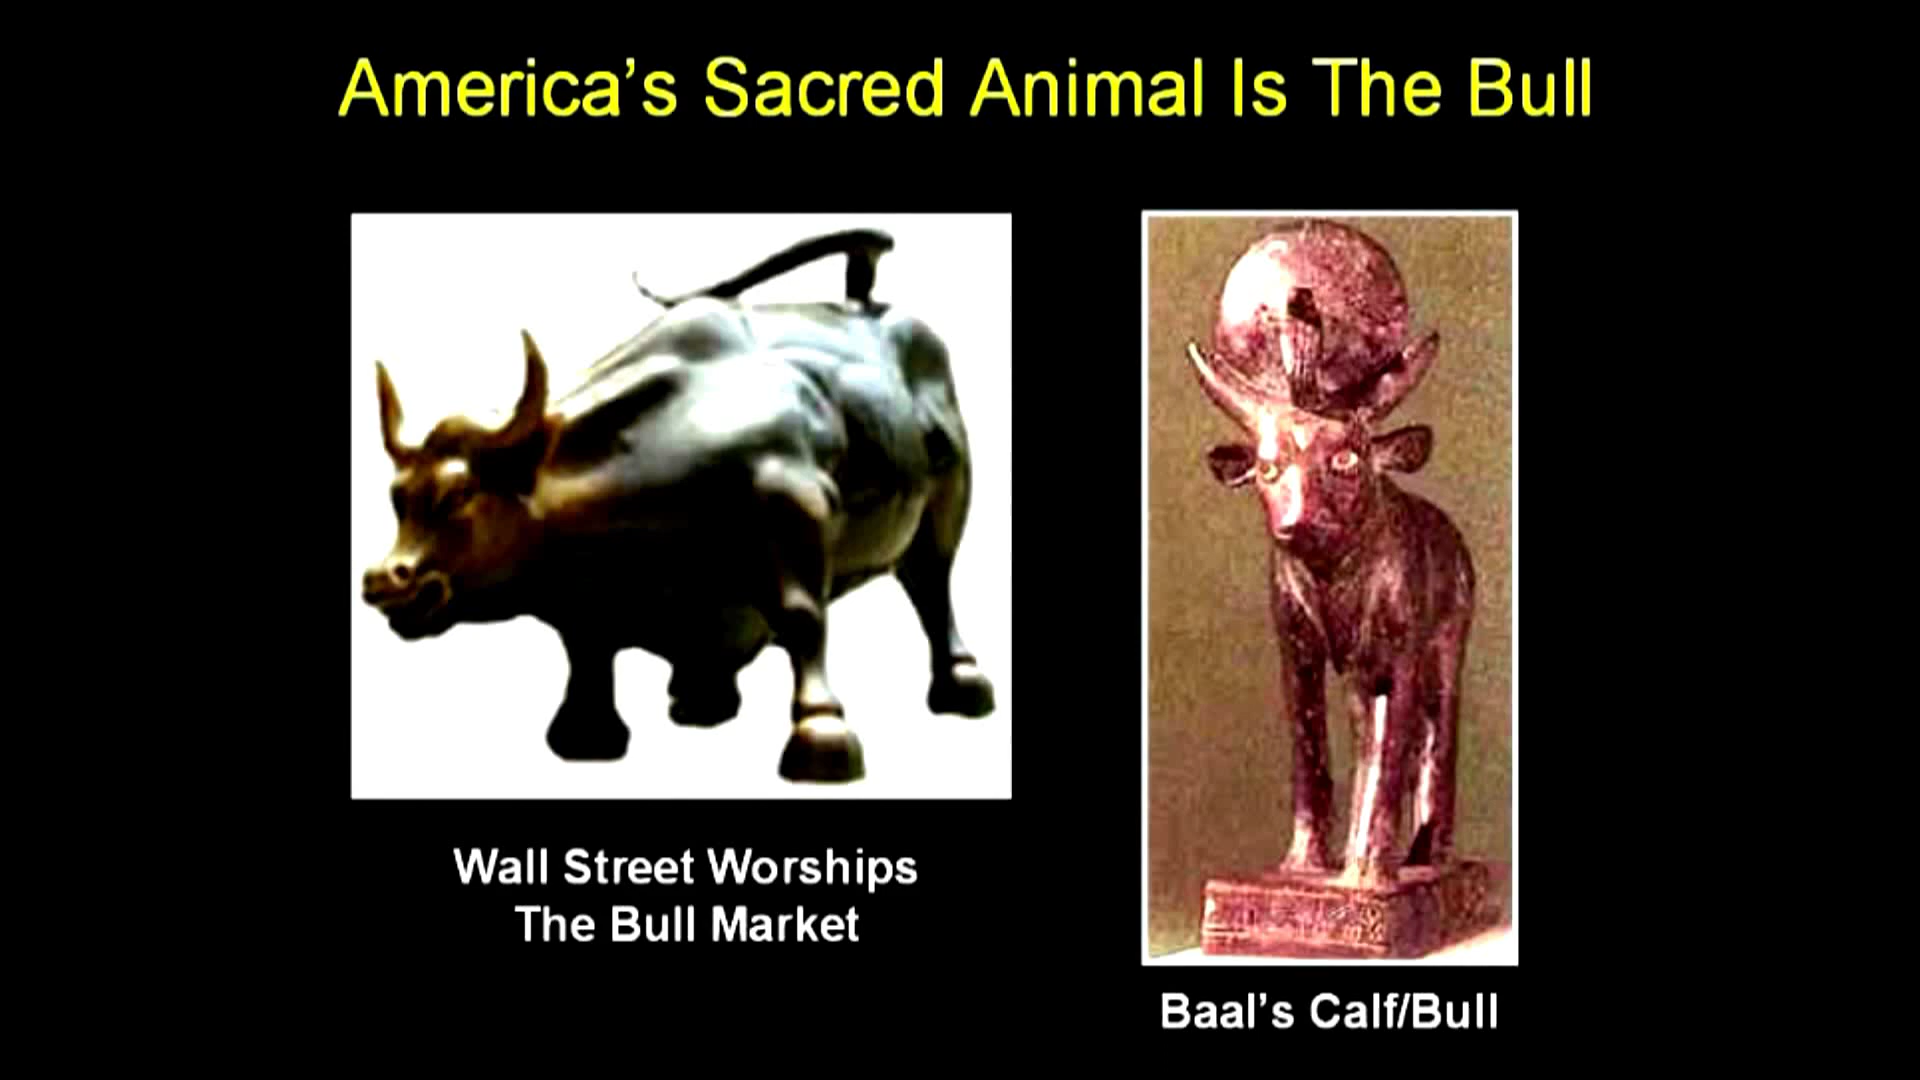 America’s Sacred Animal Is The Bull
Wall Street Worships
The Bull Market
Baal’s Calf/Bull